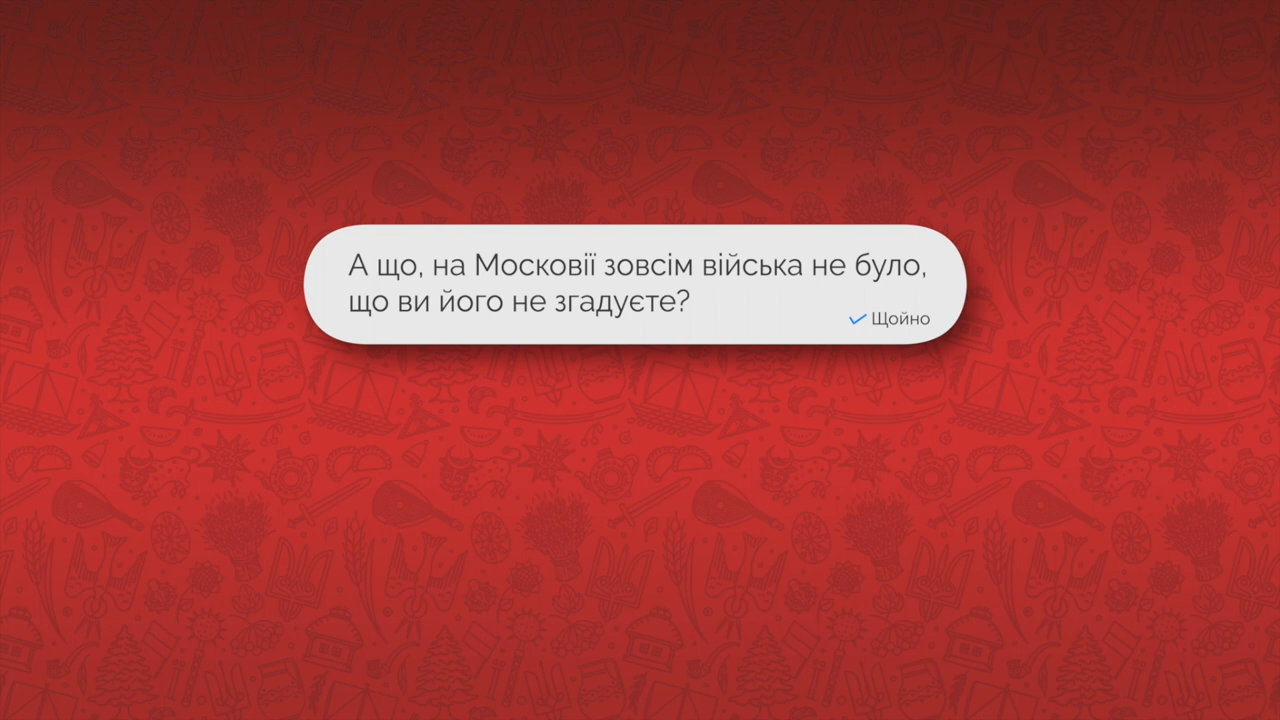 А що, на Московії зовсім війська не було,
що ви його не згадуєте?
Щойно